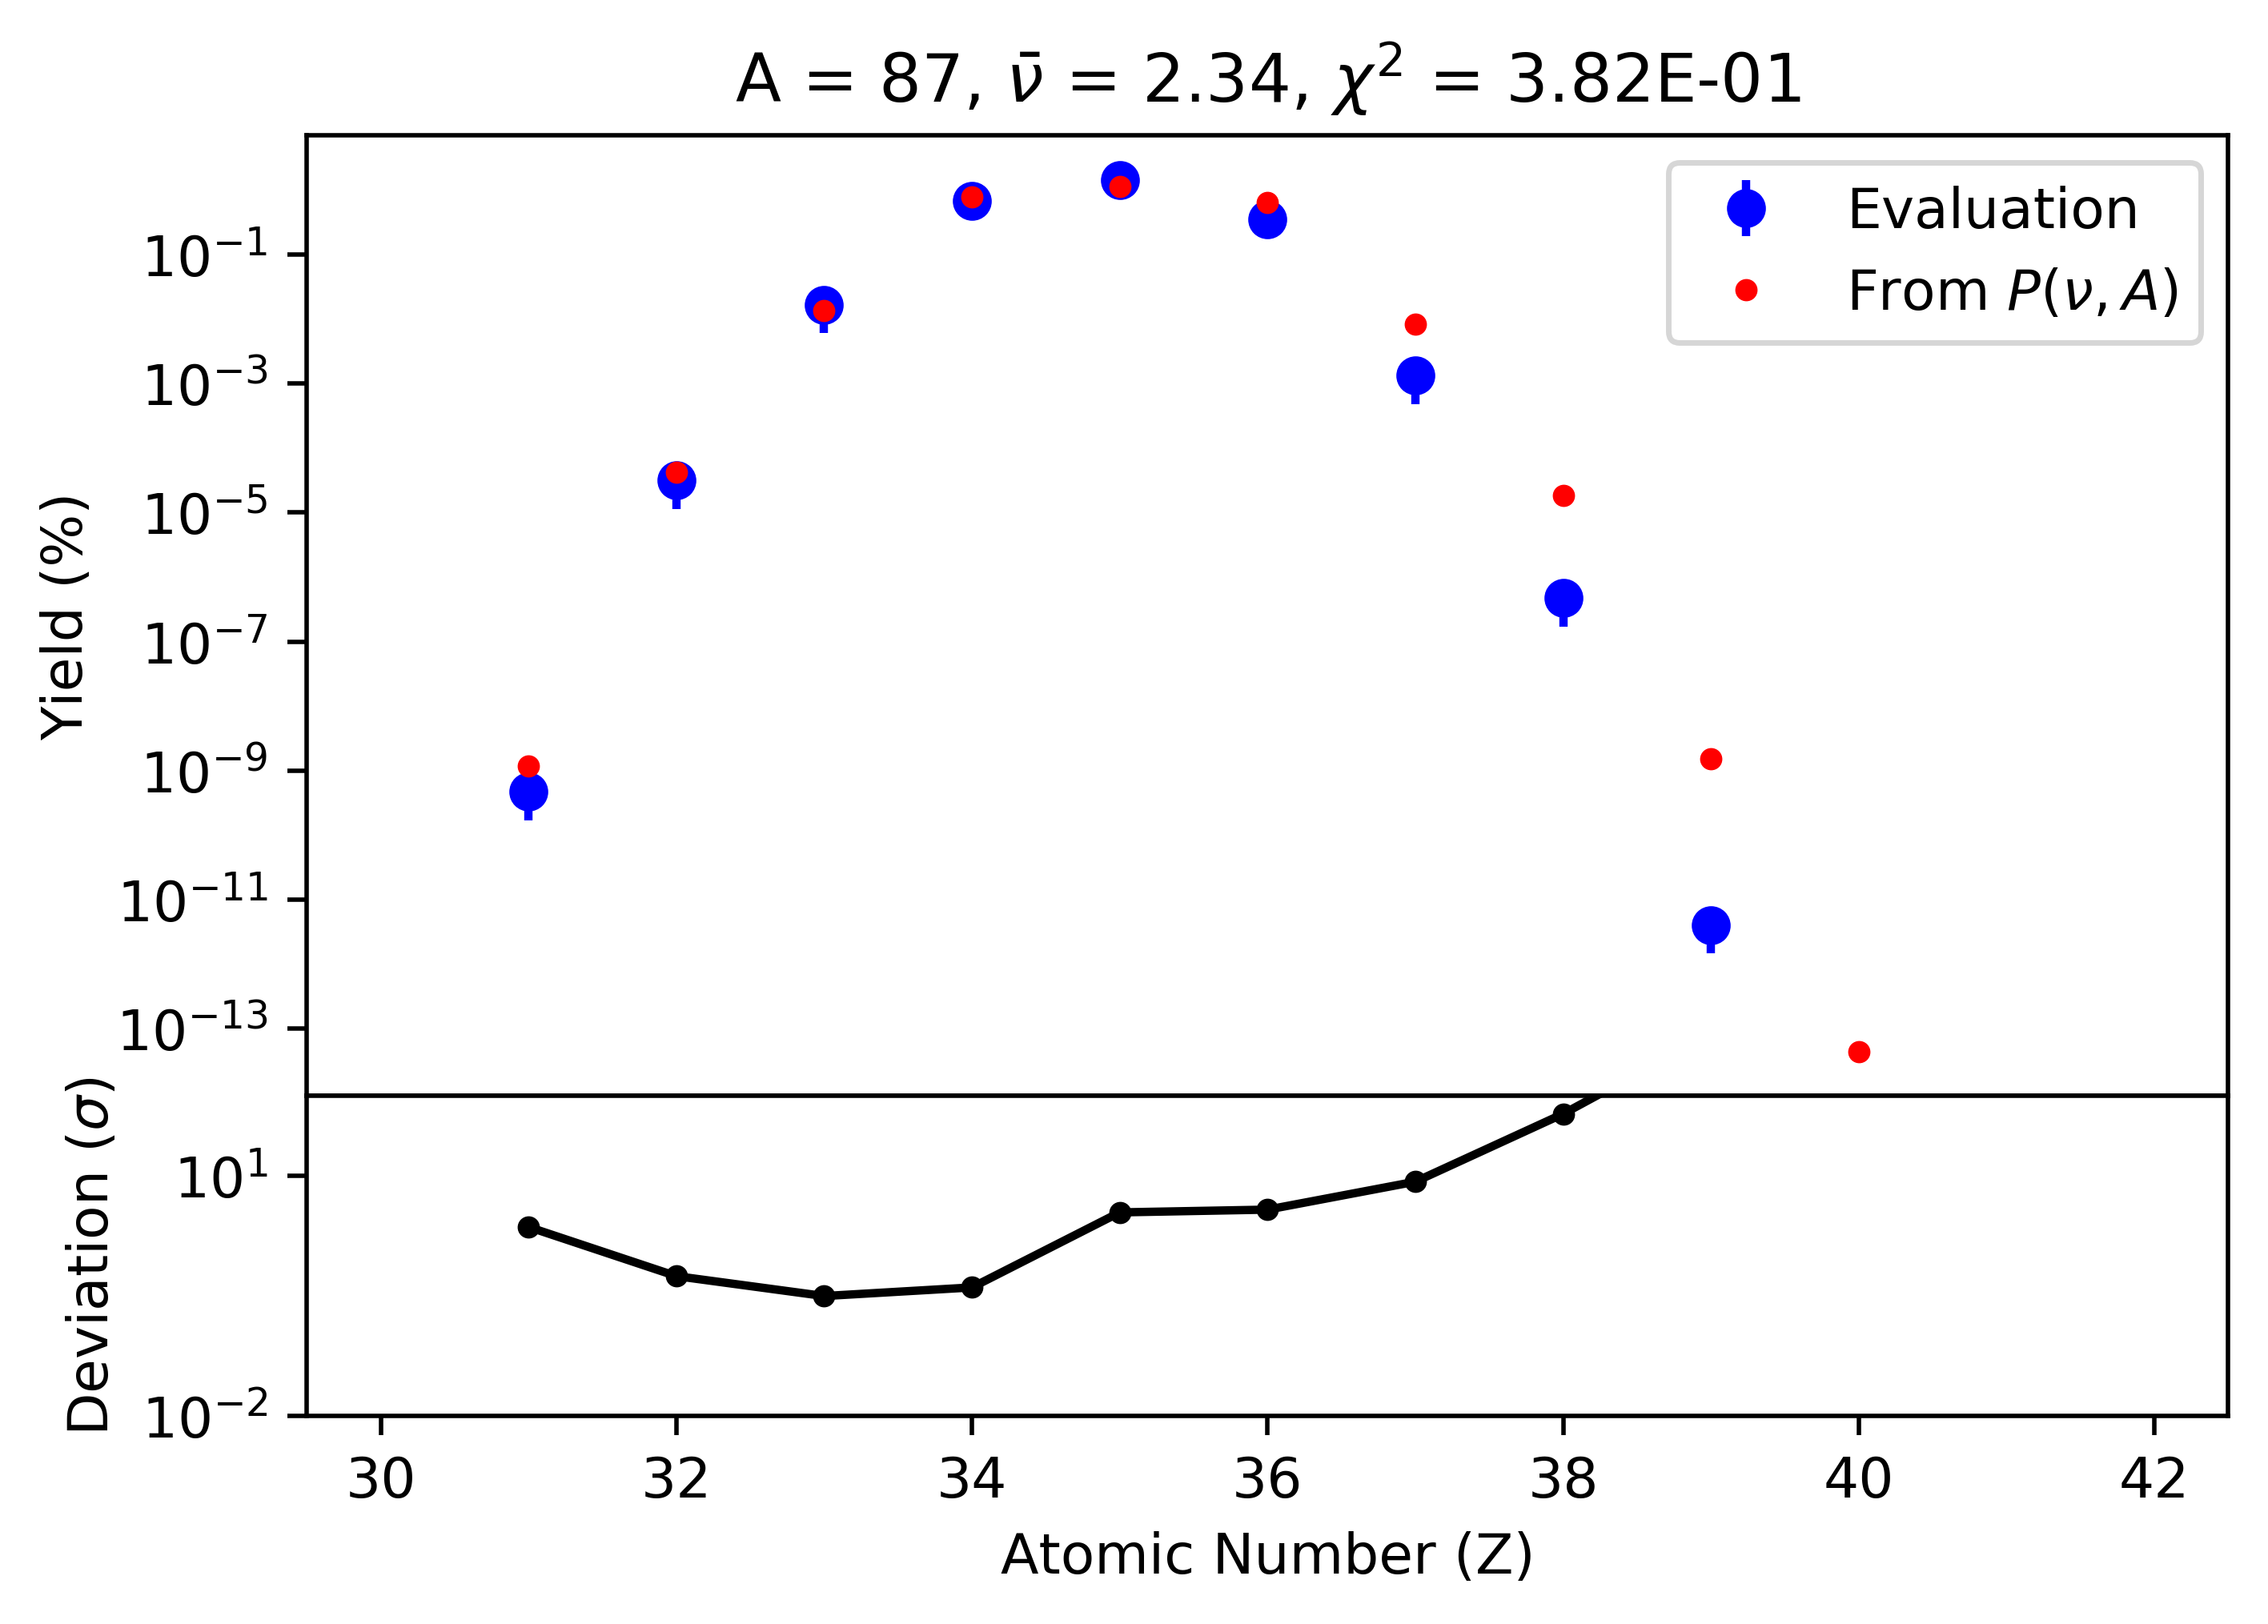 A = 87, ν̄ = 2.34, χ² = 3.82E-01
Evaluation
From P(ν, A)
Yield (%)
10⁻¹
10⁻³
10⁻⁵
10⁻⁷
10⁻⁹
10⁻¹¹
10⁻¹³
Deviation (σ)
10¹
10⁻²
30 32 34 36 38 40 42
Atomic Number (Z)